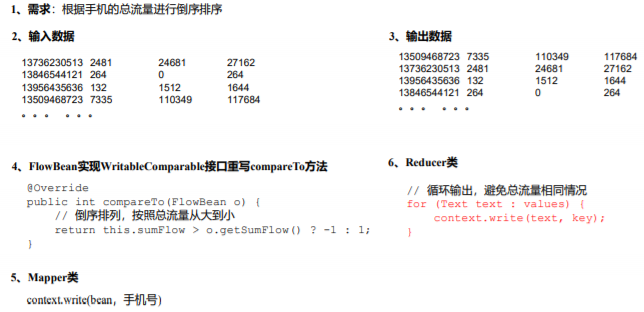 1、需求：根据手机的总流量进行倒序排序
2、输入数据
13736230513 2481 24681 27162
13846544121 264 0 264
13956435636 132 1512 1644
13509468723 7335 110349 117684
。。。 。。。
3、输出数据
13509468723 7335 110349 117684
13736230513 2481 24681 27162
13956435636 132 1512 1644
13846544121 264 0 264
。。。 。。。
4、FlowBean实现WritableComparable接口重写compareTo方法
@Override
public int compareTo(FlowBean o) {
// 倒序排列，按照总流量从大到小
return this.sumFlow > o.getSumFlow() ? -1 : 1;
}
5、Mapper类
context.write(bean，手机号)
6、Reducer类
// 循环输出，避免总流量相同情况
for (Text text : values) {
context.write(text, key);
}